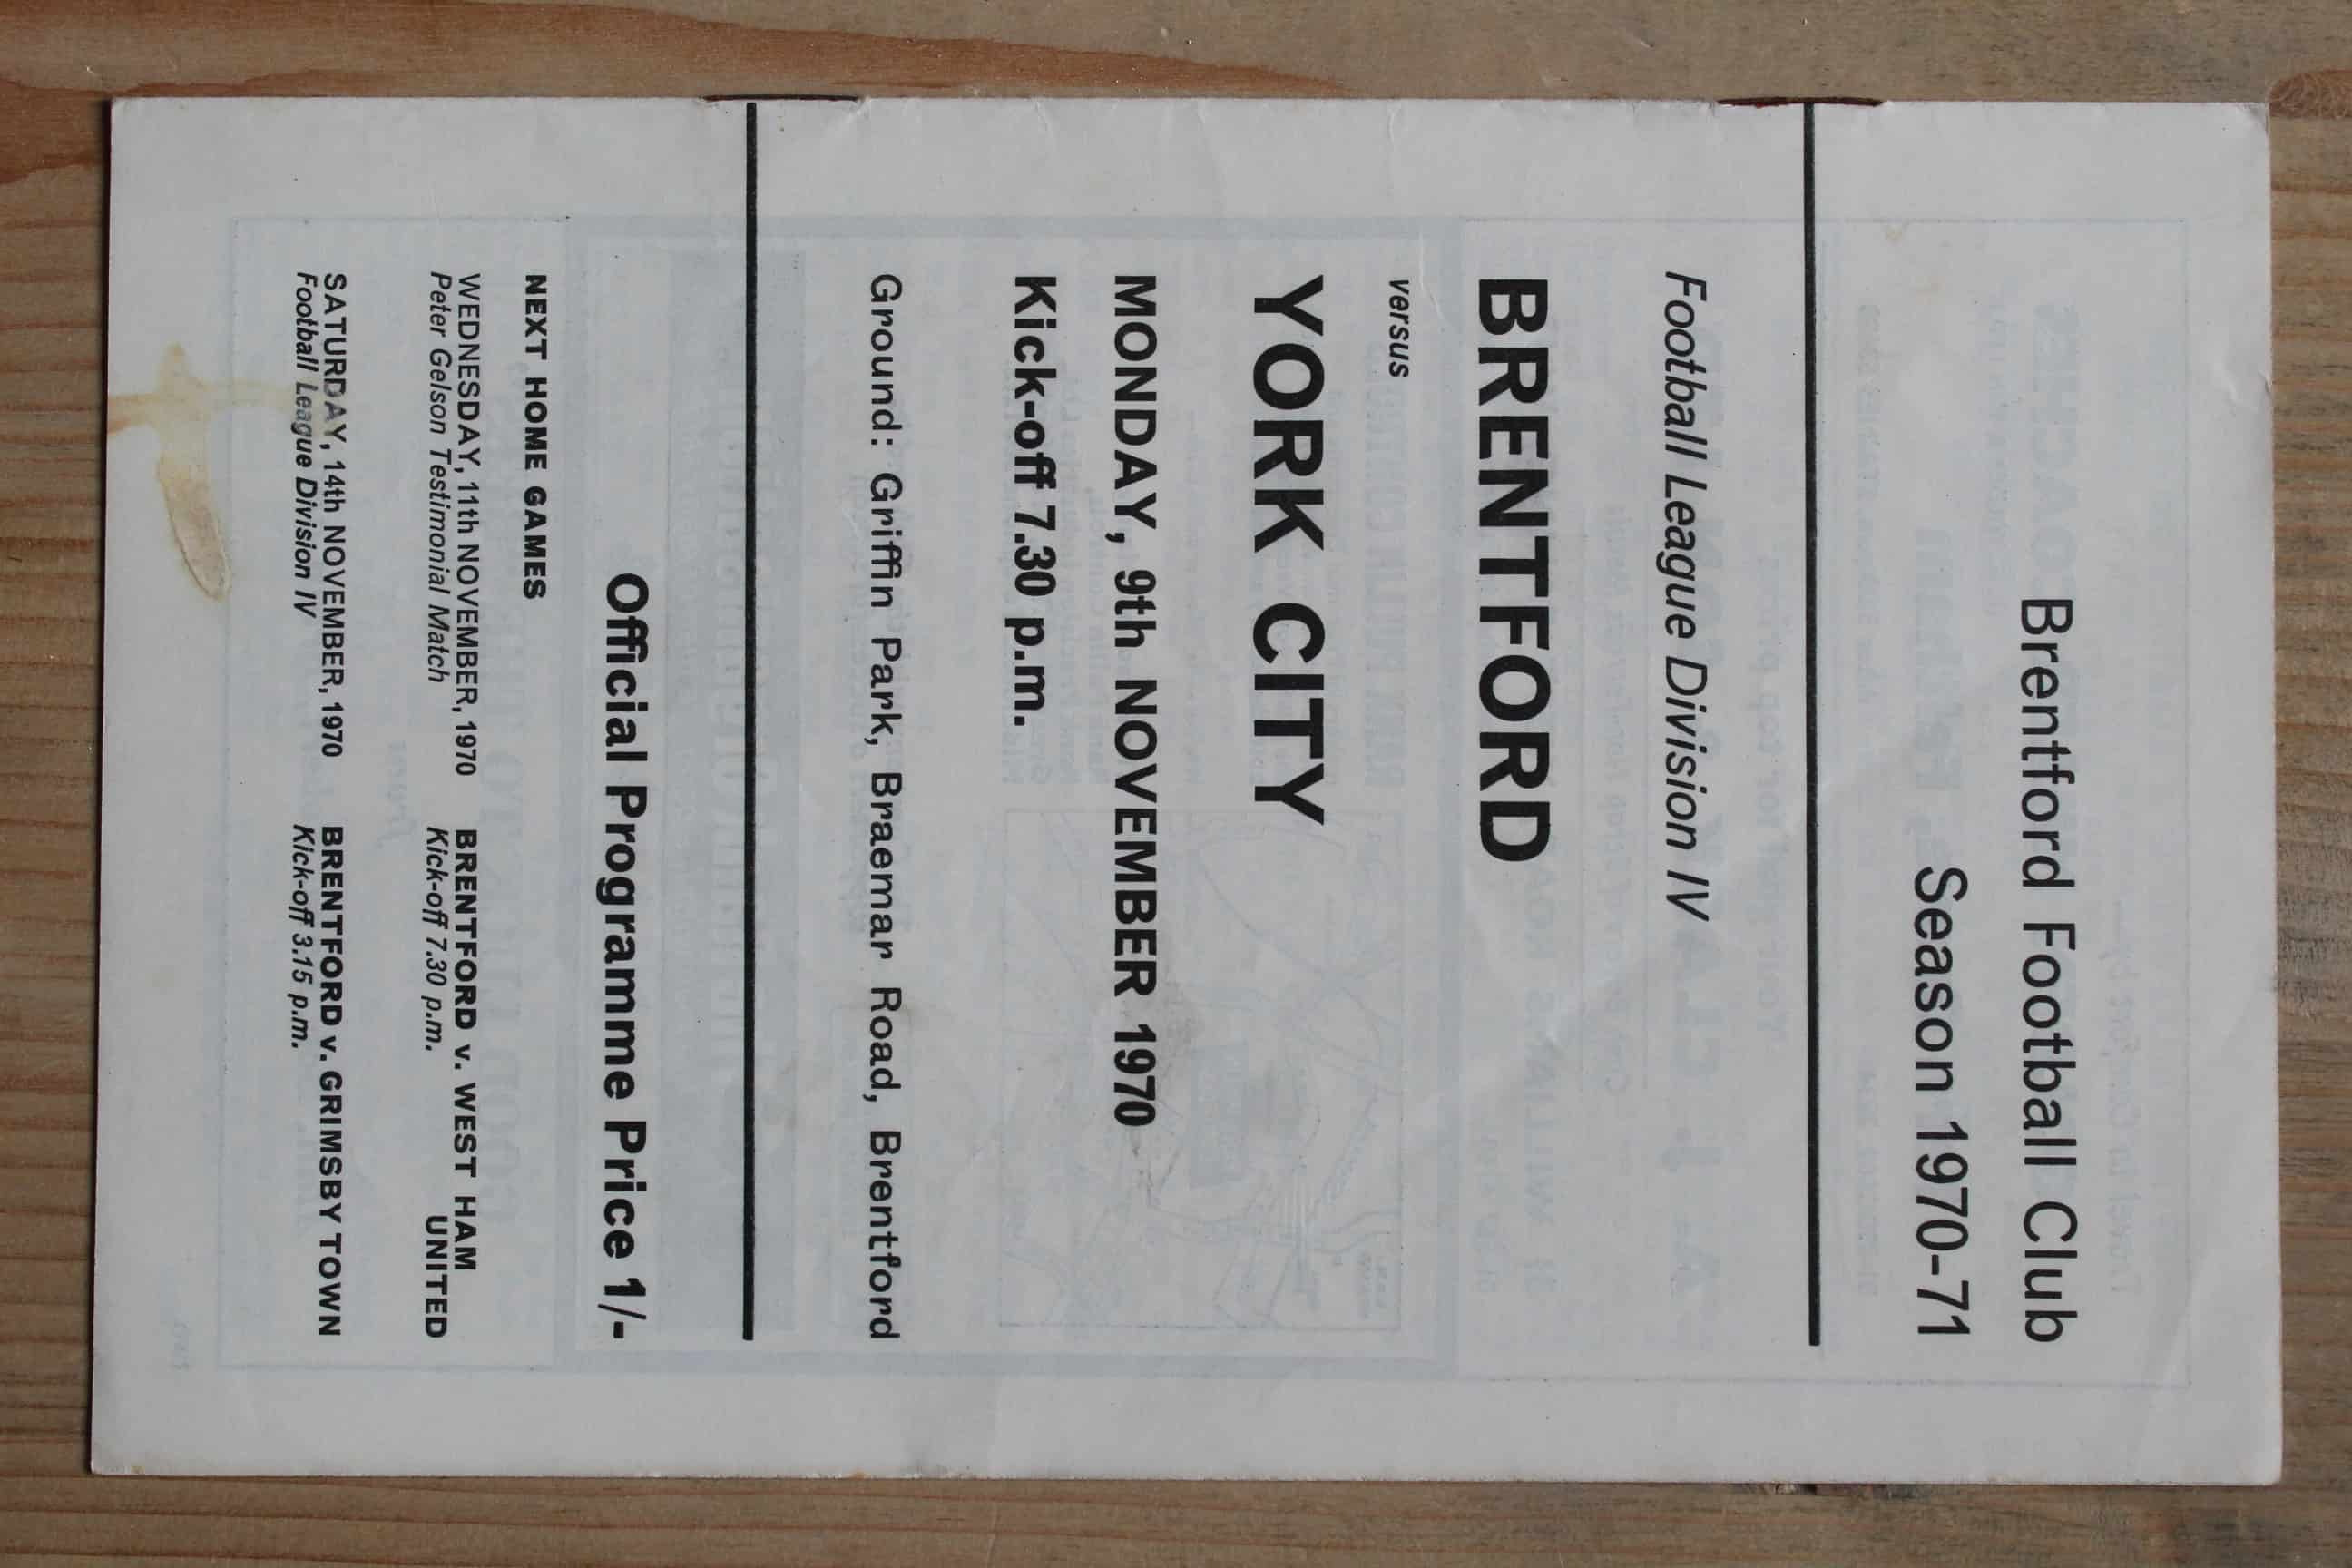 Brentford Football Club
Season 1970-71
Football League Division IV
BRENTFORD
versus
YORK CITY
MONDAY, 9th NOVEMBER 1970
Kick-off 7.30 p.m.
Ground: Griffin Park, Braemar Road, Brentford
Official Programme Price 1/-
NEXT HOME GAMES
WEDNESDAY, 11th NOVEMBER, 1970 BRENTFORD v. WEST HAM
Peter Gelson Testimonial Match Kick-off 7.30 p.m. UNITED
SATURDAY, 14th NOVEMBER, 1970 BRENTFORD v. GRIMSBY TOWN
Football League Division IV Kick-off 3.15 p.m.